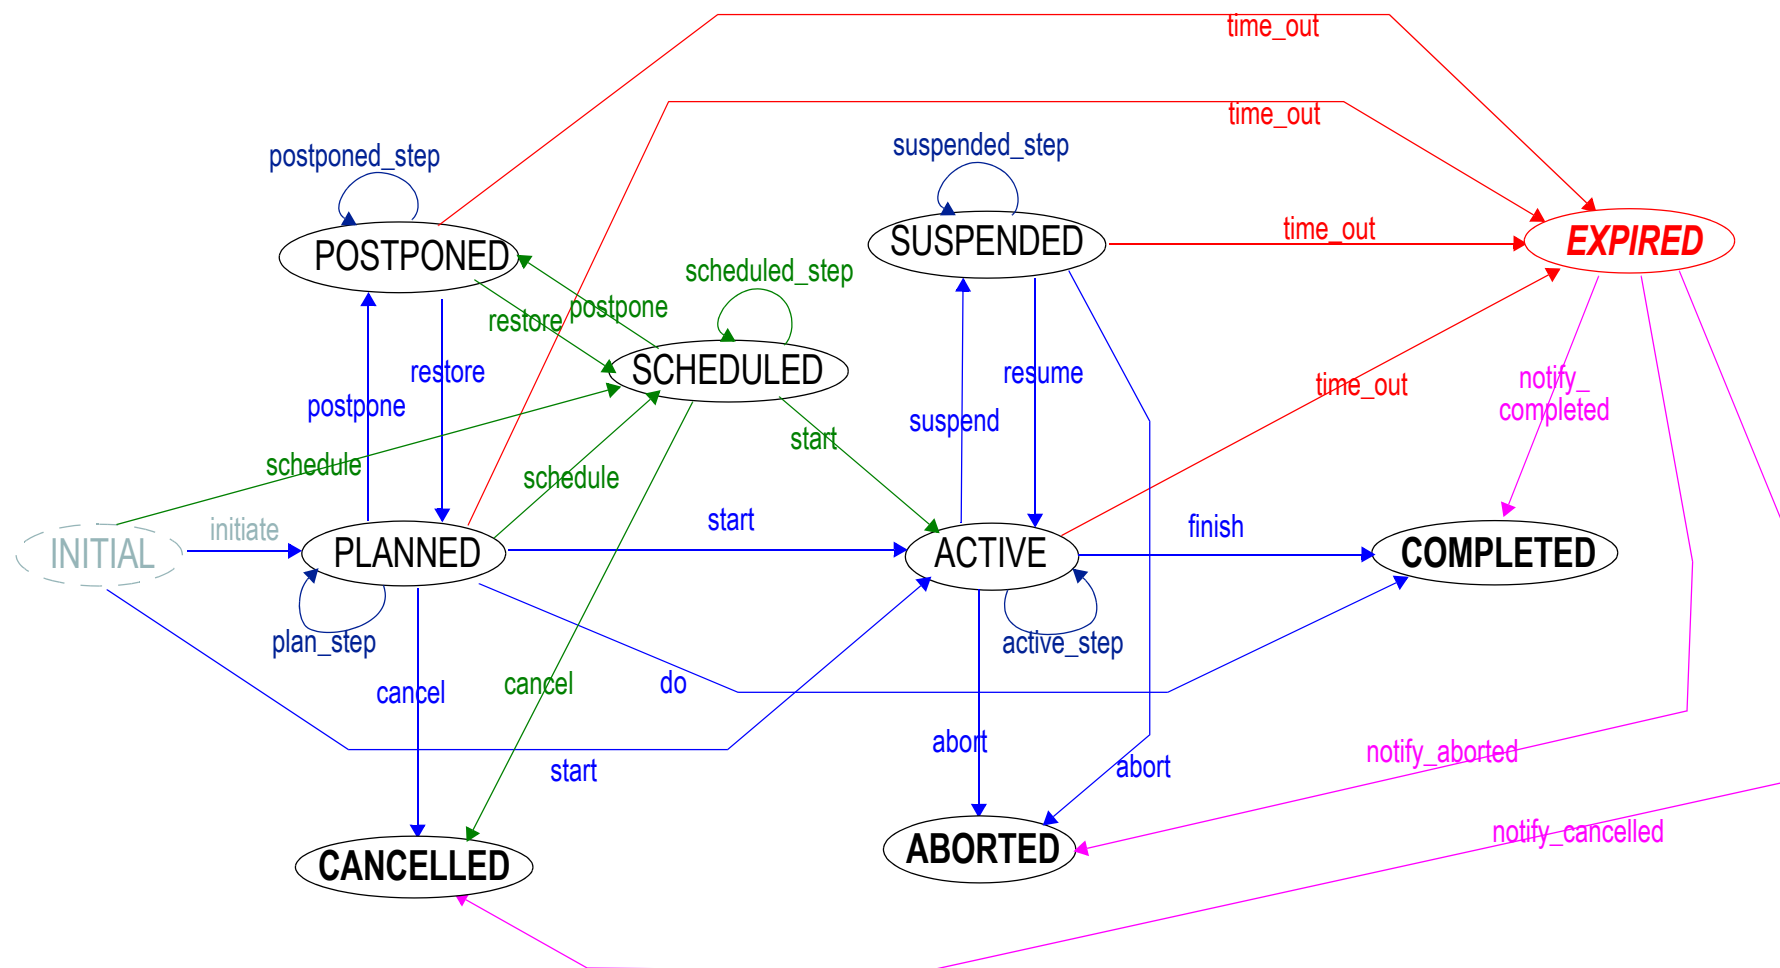 time_out
time_out
postponed_step
suspended_step
POSTPONED
SUSPENDED
time_out
EXPIRED
scheduled_step
restore
postpone
SCHEDULED
restore
resume
time_out
notify_
completed
postpone
suspend
start
schedule
schedule
INITIAL
initiate
PLANNED
start
ACTIVE
finish
COMPLETED
plan_step
active_step
cancel
cancel
do
start
abort
abort
notify_aborted
notify_cancelled
CANCELLED
ABORTED